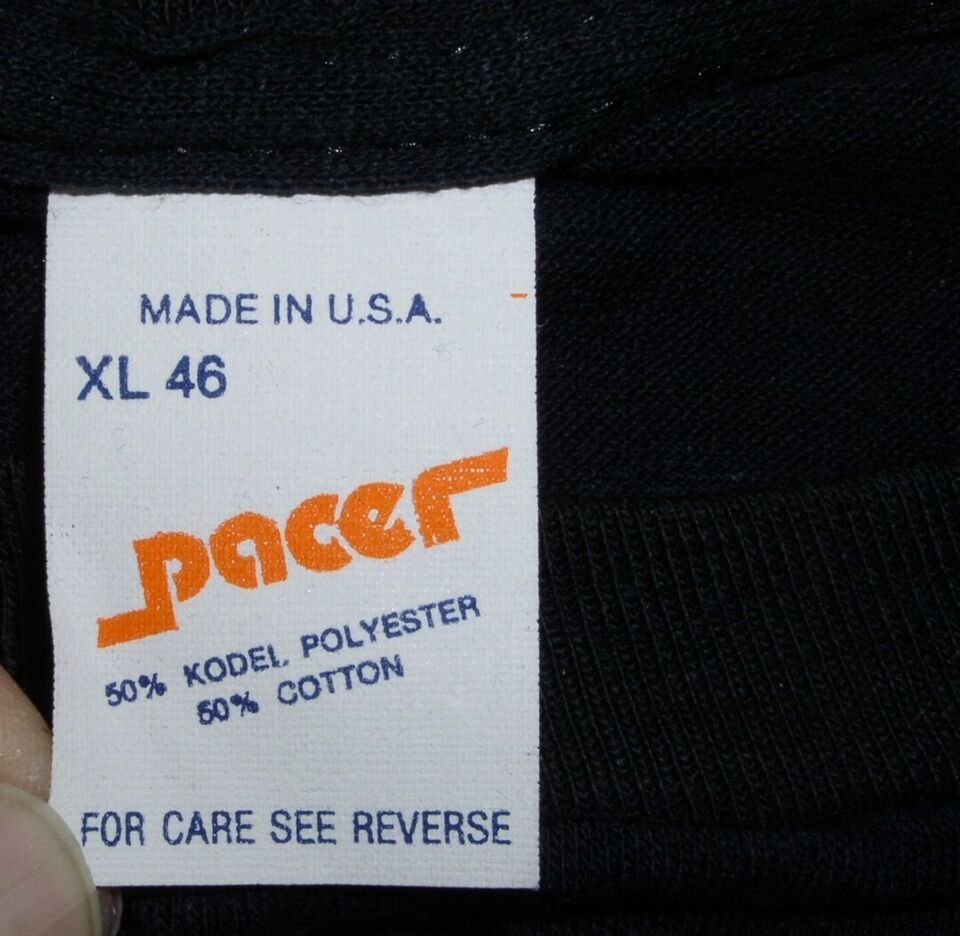 MADE IN U.S.A.
XL 46
pacer
50% KODEL POLYESTER
50% COTTON
FOR CARE SEE REVERSE